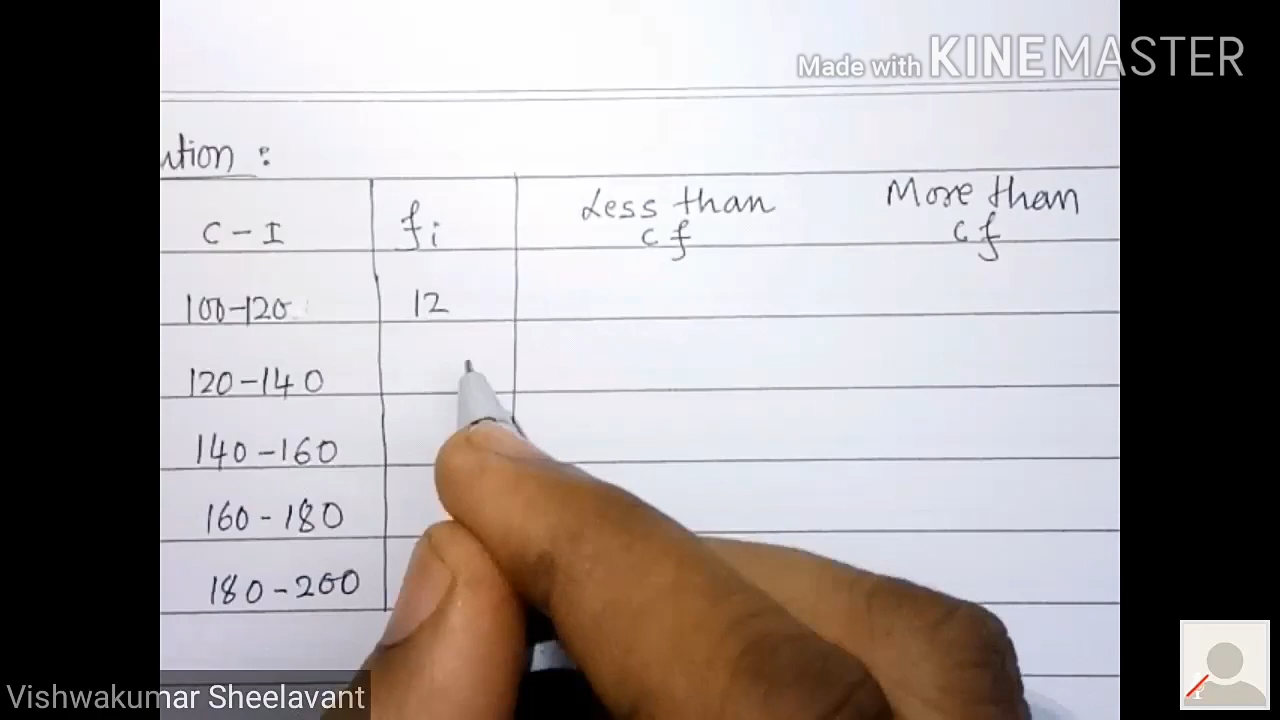 Made with KINEMASTER
ution :
C - I fi Less than cf More than cf
100-120 12
120-140
140-160
160-180
180-200
Vishwakumar Sheelavant